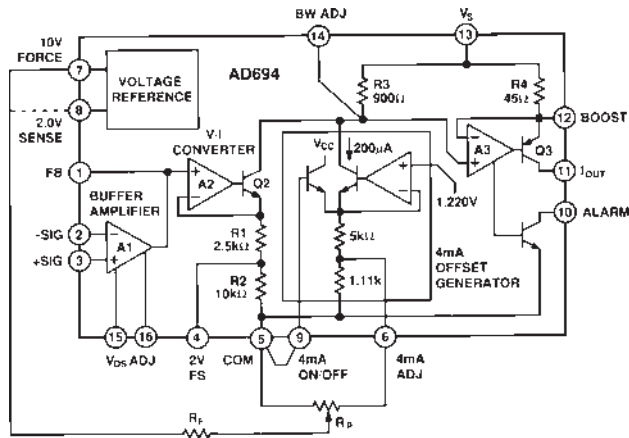 BW ADJ
VS
10V
FORCE
14
13
7
VOLTAGE
REFERENCE
AD694
R3
900Ω
R4
45Ω
8
2.0V
SENSE
12
BOOST
V-I
CONVERTER
VCC
200µA
A3
Q3
FB
1
A2
Q2
1.220V
11
IOUT
BUFFER
AMPLIFIER
10
ALARM
-SIG
2
A1
R1
2.5kΩ
5kΩ
+SIG
3
R2
10kΩ
1.11k
4mA
OFFSET
GENERATOR
15
16
4
5
9
6
VOS ADJ
2V
FS
COM
4mA
ON/OFF
4mA
ADJ
RF
RP